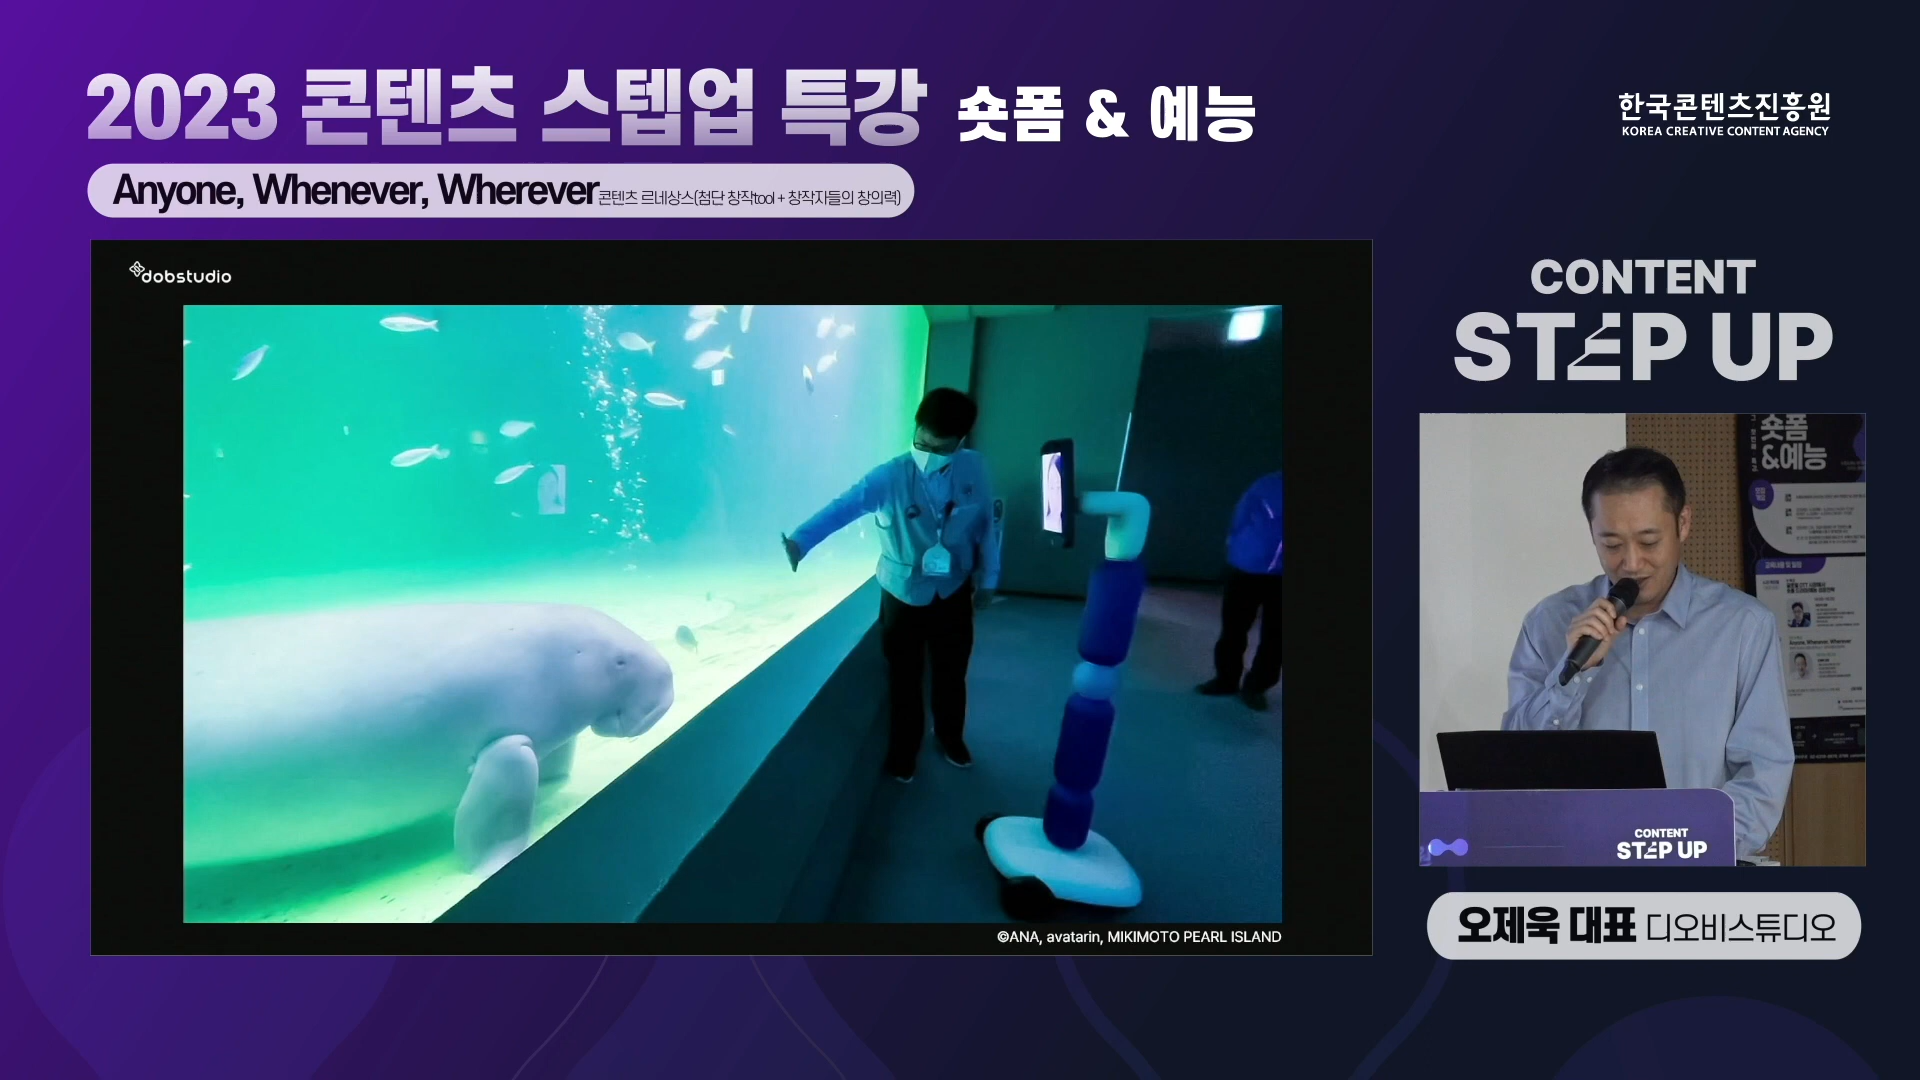 2023 콘텐츠 스텝업 특강 숏폼 & 예능
한국콘텐츠진흥원
KOREA CREATIVE CONTENT AGENCY
Anyone, Whenever, Wherever 콘텐츠 르네상스(첨단 창작tool + 창작자들의 창의력)
dobstudio
CONTENT
STEP UP
숏폼
&예능
Anyone, Whenever, Wherever
CONTENT
STEP UP
오제욱 대표 디오비스튜디오
©ANA, avatarin, MIKIMOTO PEARL ISLAND